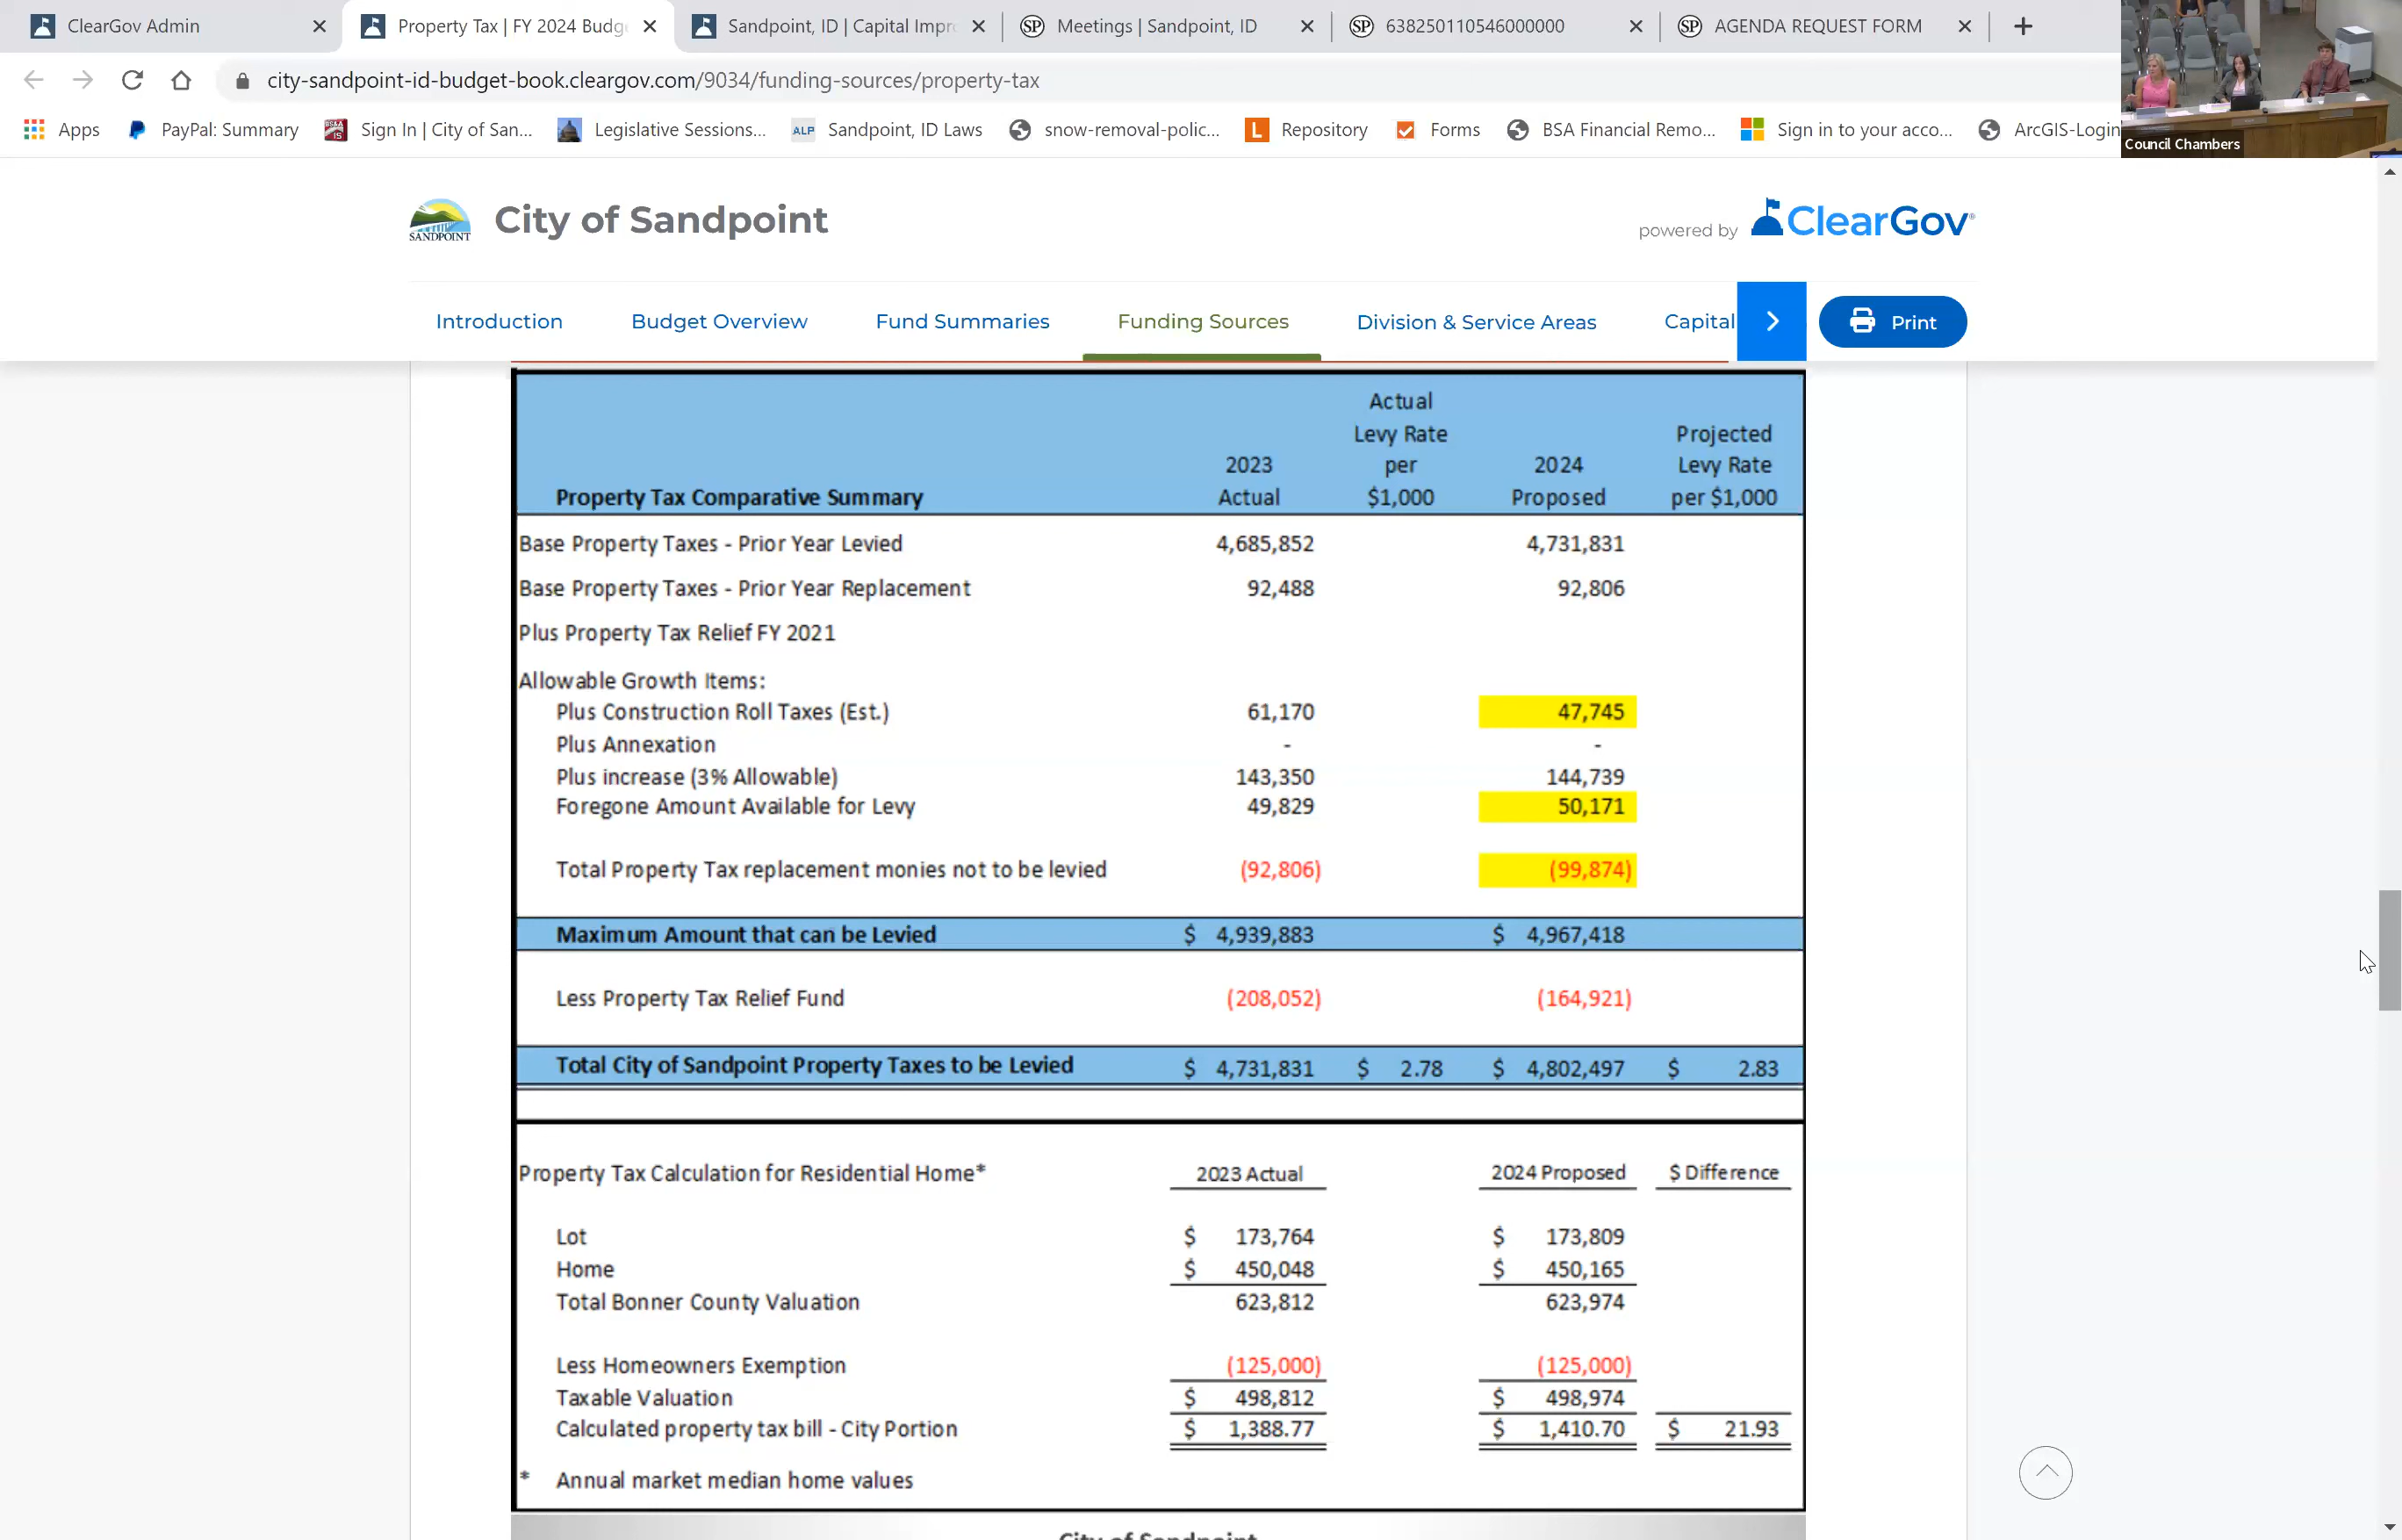 ClearGov Admin
Property Tax | FY 2024 Budge
Sandpoint, ID | Capital Impro
SP Meetings | Sandpoint, ID
SP 638250110546000000
SP AGENDA REQUEST FORM
city-sandpoint-id-budget-book.cleargov.com/9034/funding-sources/property-tax
Apps PayPal: Summary Sign In | City of San... Legislative Sessions... ALP Sandpoint, ID Laws snow-removal-polic... L Repository Forms BSA Financial Remo... Sign in to your acco... ArcGIS-Login
Council Chambers
SANDPOINT
City of Sandpoint
powered by ClearGov
Introduction Budget Overview Fund Summaries Funding Sources Division & Service Areas Capital Print
Actual
Levy Rate Projected
2023 per 2024 Levy Rate
Property Tax Comparative Summary Actual $1,000 Proposed per $1,000
Base Property Taxes - Prior Year Levied 4,685,852 4,731,831
Base Property Taxes - Prior Year Replacement 92,488 92,806
Plus Property Tax Relief FY 2021
Allowable Growth Items:
Plus Construction Roll Taxes (Est.) 61,170 47,745
Plus Annexation - -
Plus increase (3% Allowable) 143,350 144,739
Foregone Amount Available for Levy 49,829 50,171
Total Property Tax replacement monies not to be levied (92,806) (99,874)
Maximum Amount that can be Levied $ 4,939,883 $ 4,967,418
Less Property Tax Relief Fund (208,052) (164,921)
Total City of Sandpoint Property Taxes to be Levied $ 4,731,831 $ 2.78 $ 4,802,497 $ 2.83
Property Tax Calculation for Residential Home* 2023 Actual 2024 Proposed $ Difference
Lot $ 173,764 $ 173,809
Home $ 450,048 $ 450,165
Total Bonner County Valuation 623,812 623,974
Less Homeowners Exemption (125,000) (125,000)
Taxable Valuation $ 498,812 $ 498,974
Calculated property tax bill - City Portion $ 1,388.77 $ 1,410.70 $ 21.93
* Annual market median home values
City of Sandpoint